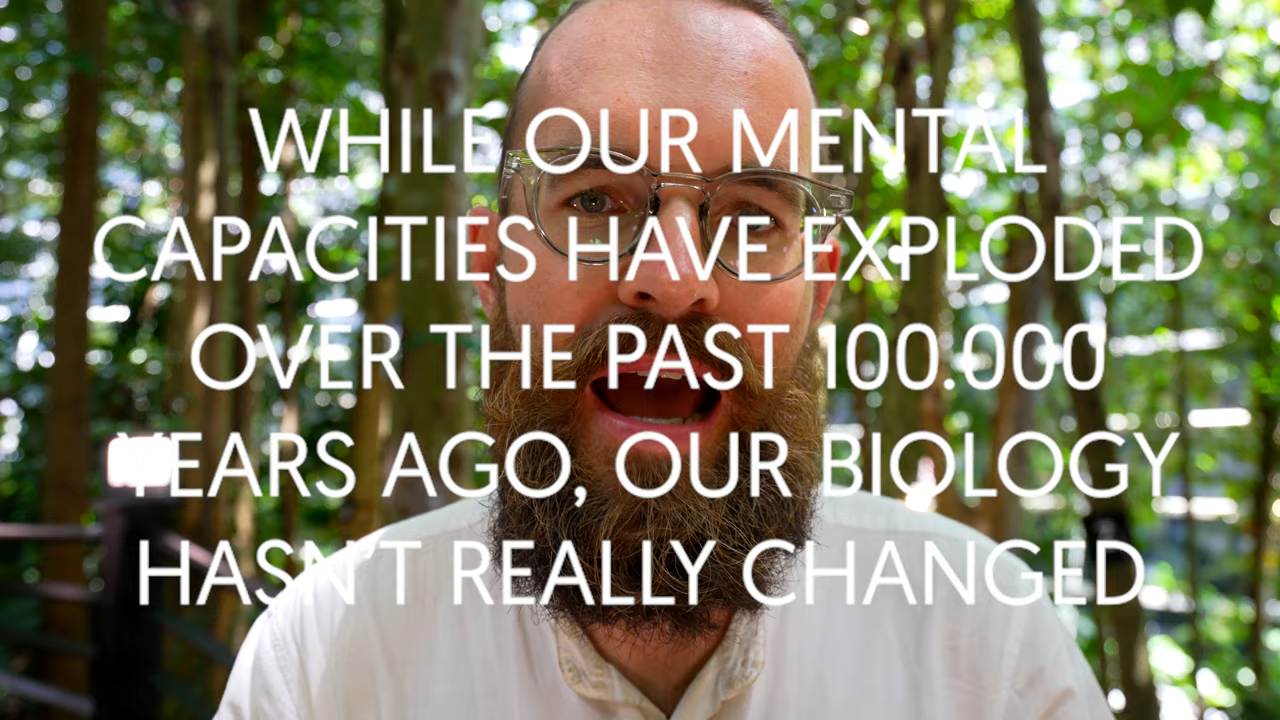 WHILE OUR MENTAL
CAPACITIES HAVE EXPLODED
OVER THE PAST 100.000
YEARS AGO, OUR BIOLOGY
HASN'T REALLY CHANGED